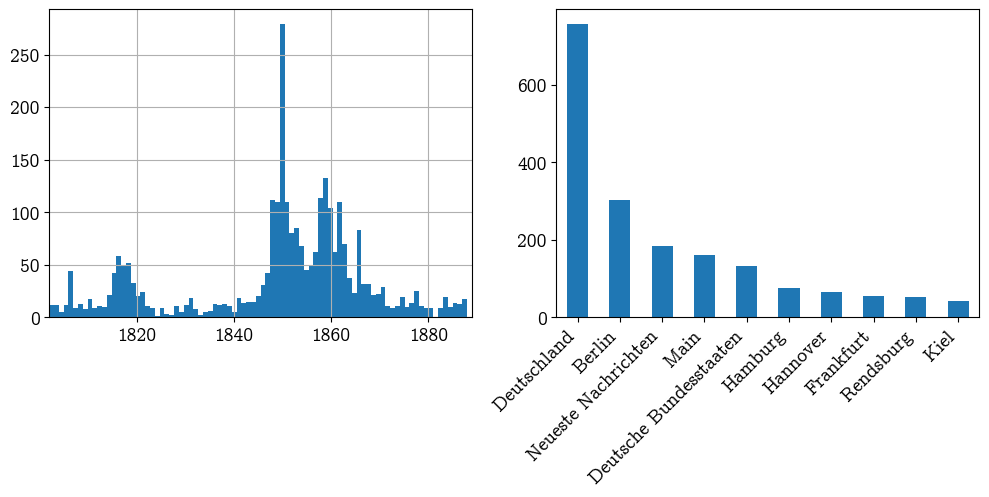 250
200
150
100
50
0
1820 1840 1860 1880
600
400
200
0
Deutschland
Berlin
Neueste Nachrichten
Main
Deutsche Bundesstaaten
Hamburg
Hannover
Frankfurt
Rendsburg
Kiel